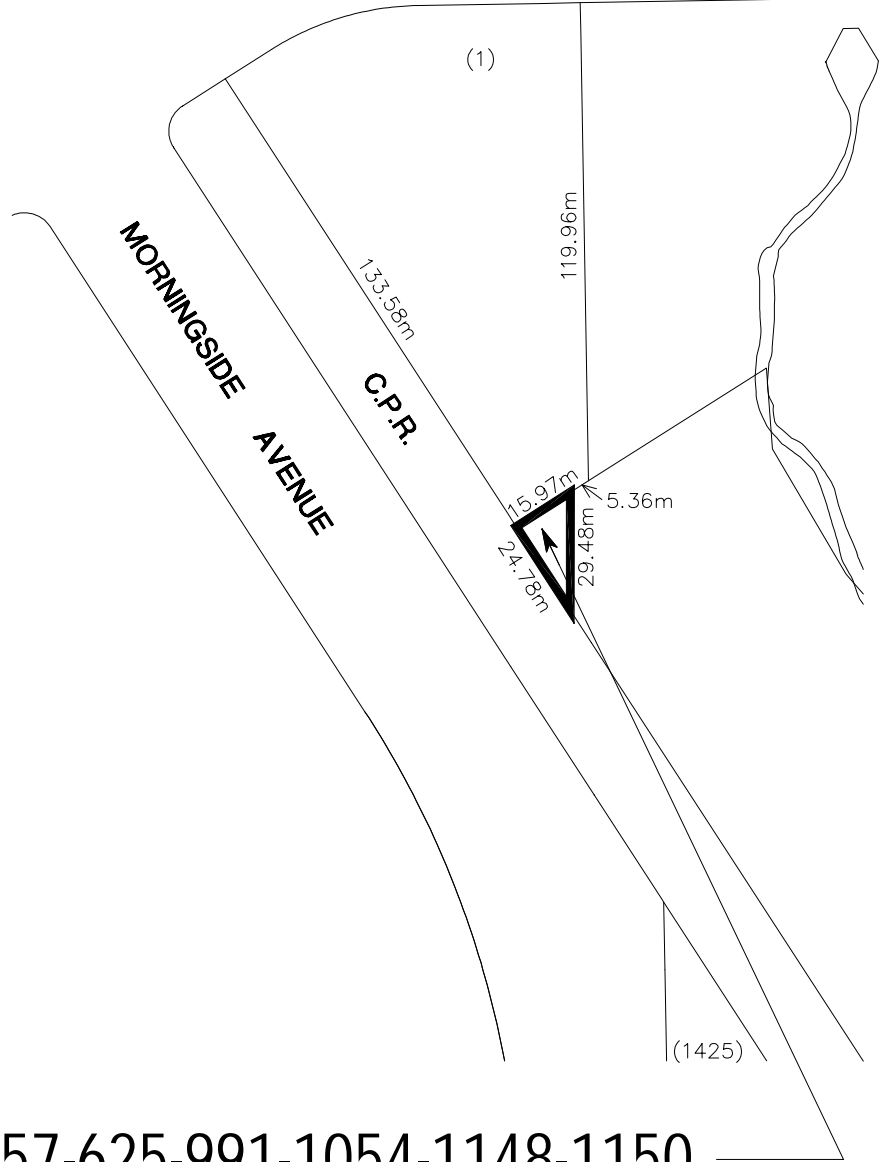 (1)
119.96m
MORNINGSIDE AVENUE
133.58m
C.P.R.
15.97m
5.36m
29.48m
24.78m
(1425)
57-625-991-1054-1148-1150